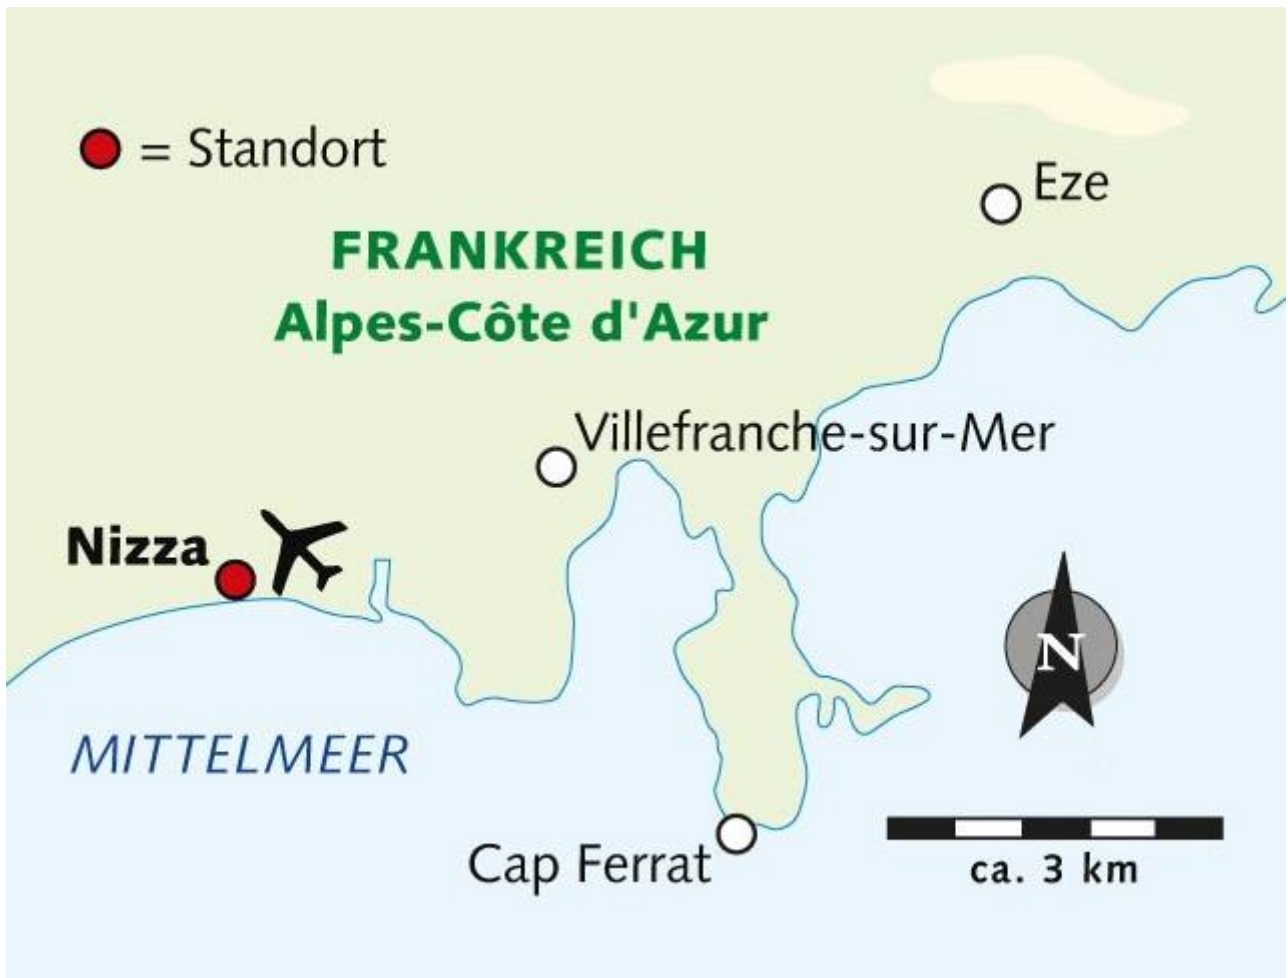 = Standort
Eze
FRANKREICH
Alpes-Côte d'Azur
Villefranche-sur-Mer
Nizza
N
MITTELMEER
Cap Ferrat
ca. 3 km